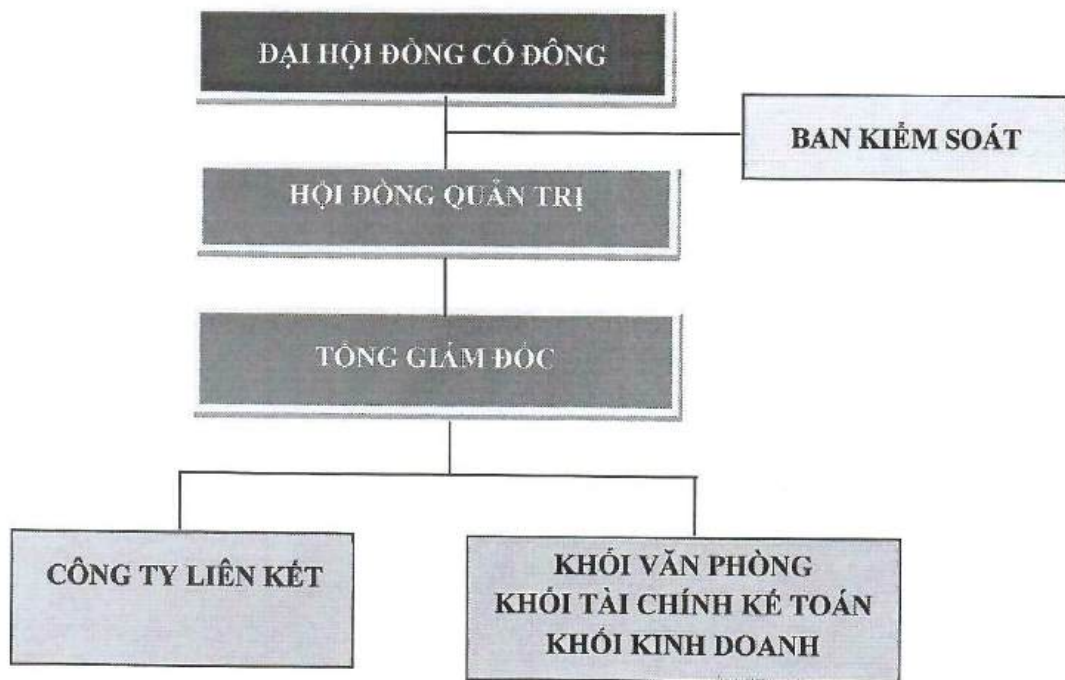 ĐẠI HỘI ĐỒNG CỔ ĐÔNG
BAN KIỂM SOÁT
HỘI ĐỒNG QUẢN TRỊ
TỔNG GIÁM ĐỐC
CÔNG TY LIÊN KẾT
KHỐI VĂN PHÒNG
KHỐI TÀI CHÍNH KẾ TOÁN
KHỐI KINH DOANH